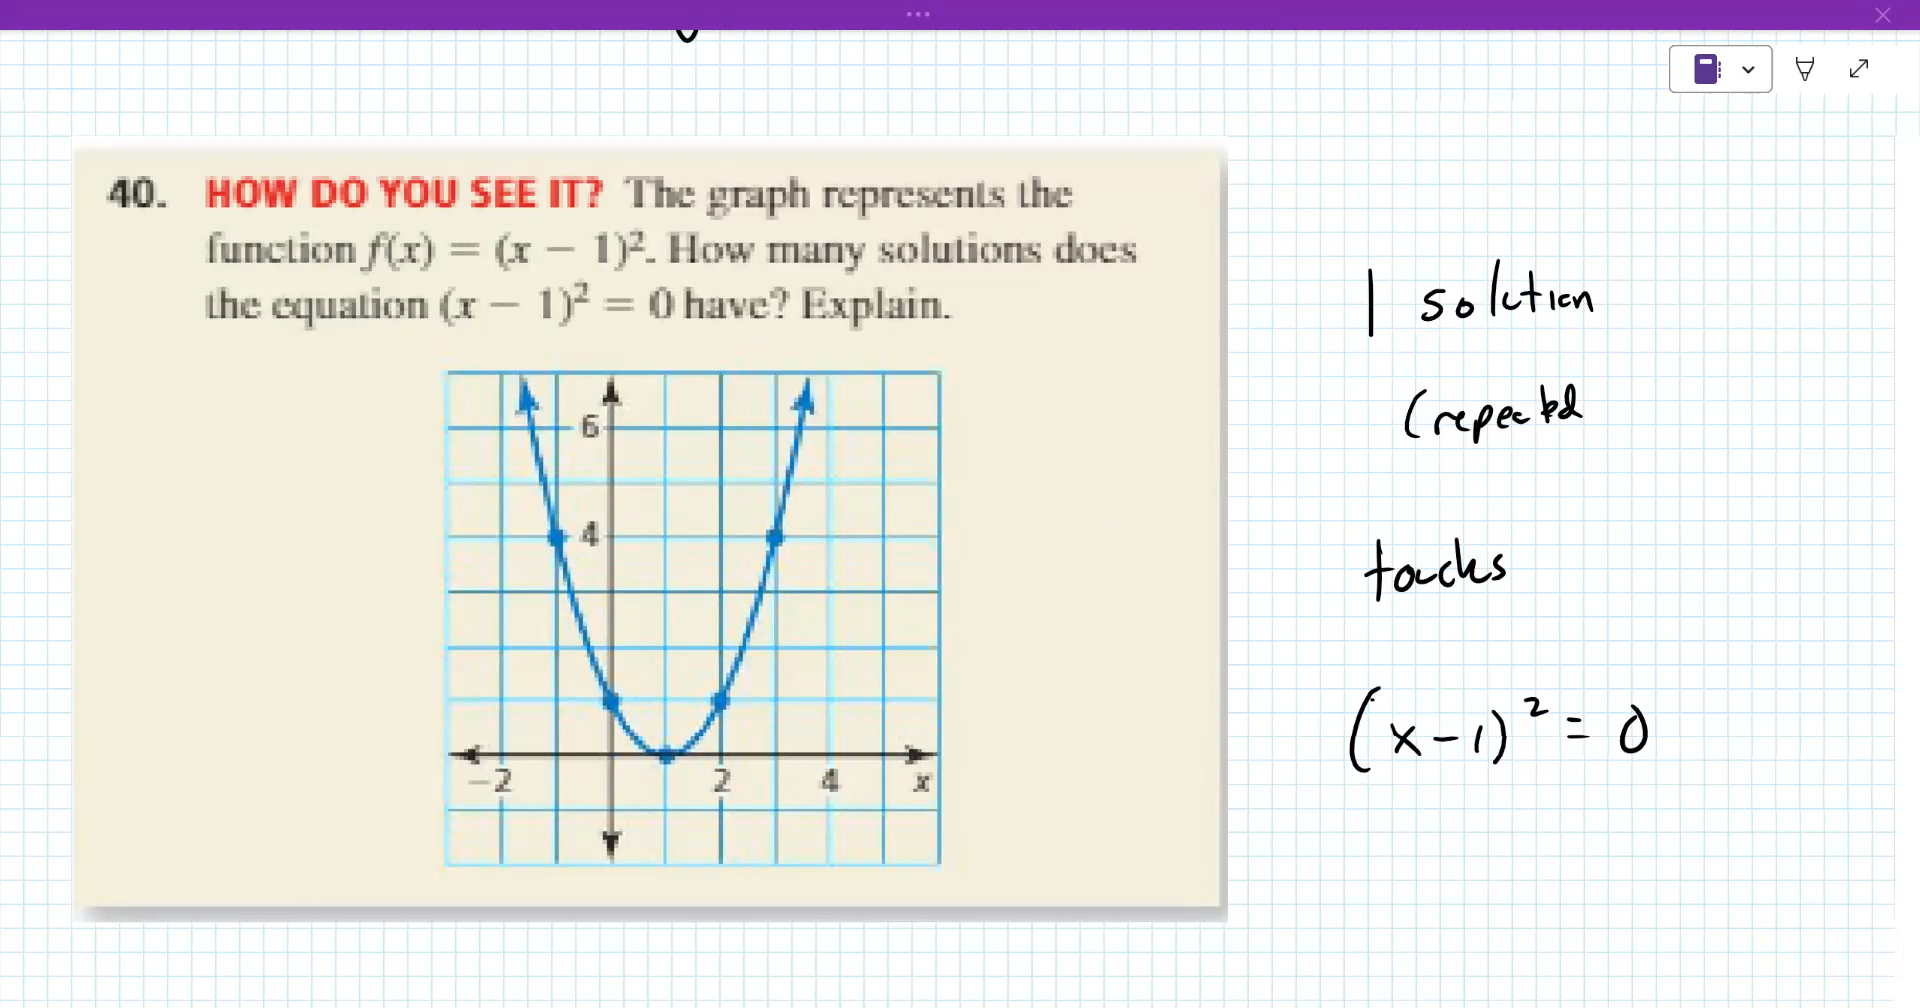 40. HOW DO YOU SEE IT? The graph represents the
function f(x) = (x − 1)². How many solutions does
the equation (x − 1)² = 0 have? Explain.
6
4
−2 2 4 x
1 solution
(repeated
touches
(x-1)² = 0